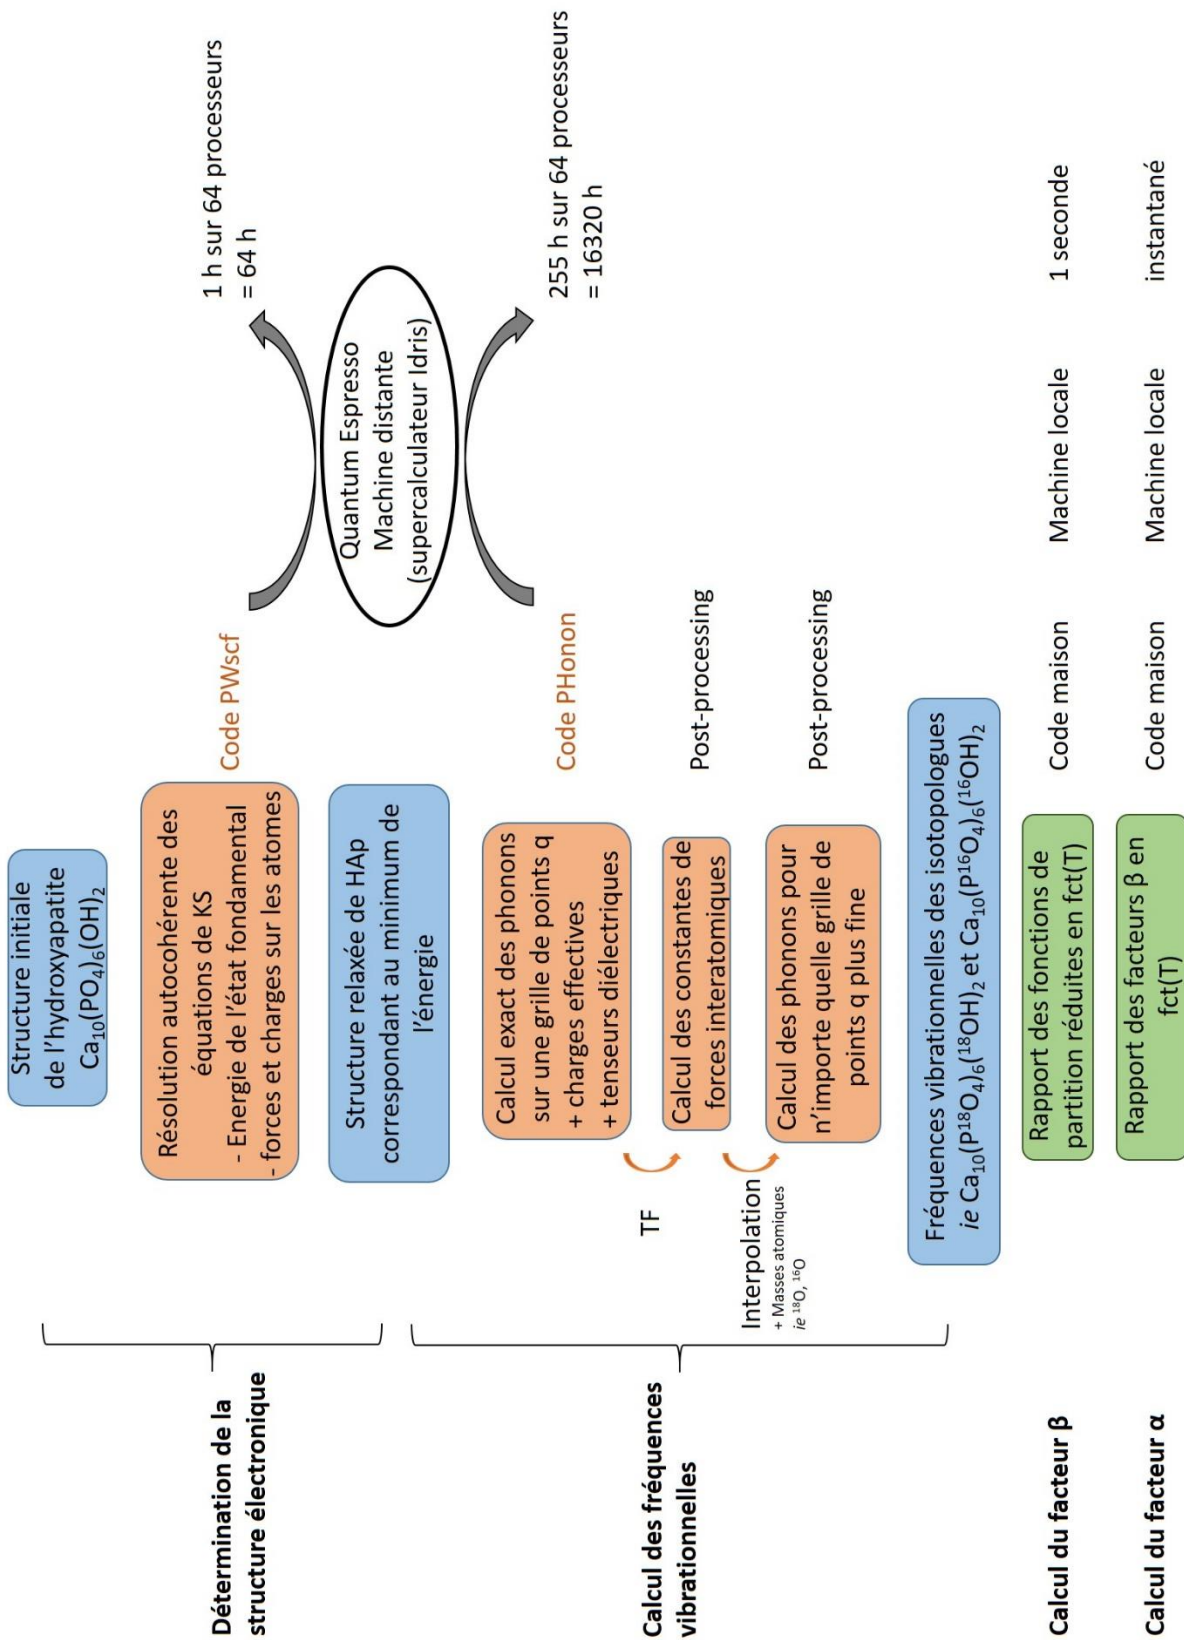 Structure initiale
de l'hydroxyapatite
Ca₁₀(PO₄)₆(OH)₂
Détermination de la
structure électronique
Résolution autocohérente des
équations de KS
- Energie de l'état fondamental
- forces et charges sur les atomes
Code PWscf
1 h sur 64 processeurs
= 64 h
Structure relaxée de HAp
correspondant au minimum de
l'énergie
Quantum Espresso
Machine distante
(supercalculateur Idris)
Calcul des fréquences
vibrationnelles
Calcul exact des phonons
sur une grille de points q
+ charges effectives
+ tenseurs diélectriques
Code PHonon
255 h sur 64 processeurs
= 16320 h
TF
Calcul des constantes de
forces interatomiques
Post-processing
Interpolation
+ Masses atomiques
ie ¹⁸O, ¹⁶O
Calcul des phonons pour
n'importe quelle grille de
points q plus fine
Post-processing
Fréquences vibrationnelles des isotopologues
ie Ca₁₀(P¹⁸O₄)₆(¹⁸OH)₂ et Ca₁₀(P¹⁶O₄)₆(¹⁶OH)₂
Calcul du facteur β
Rapport des fonctions de
partition réduites en fct(T)
Code maison
Machine locale
1 seconde
Calcul du facteur α
Rapport des facteurs β en
fct(T)
Code maison
Machine locale
instantané